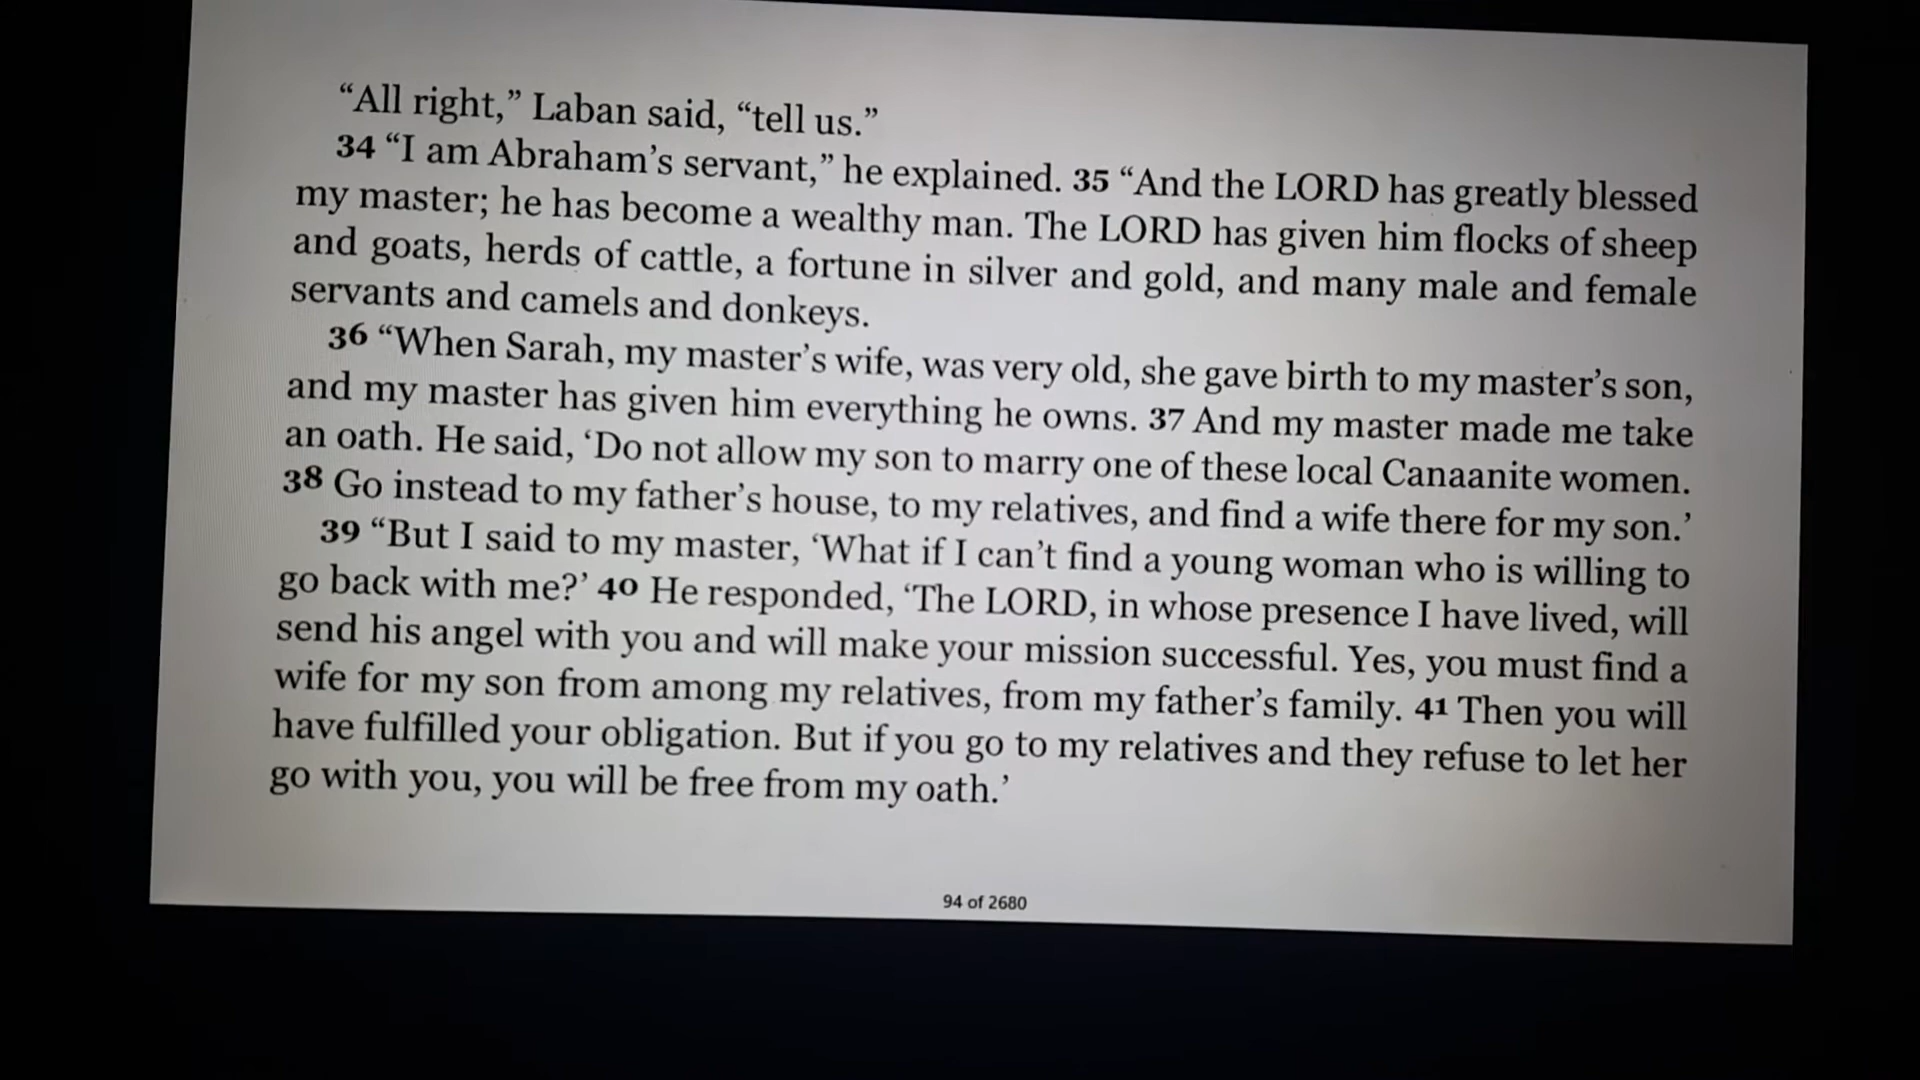 “All right,” Laban said, “tell us.”
34 “I am Abraham’s servant,” he explained. 35 “And the LORD has greatly blessed
my master; he has become a wealthy man. The LORD has given him flocks of sheep
and goats, herds of cattle, a fortune in silver and gold, and many male and female
servants and camels and donkeys.
36 “When Sarah, my master’s wife, was very old, she gave birth to my master’s son,
and my master has given him everything he owns. 37 And my master made me take
an oath. He said, ‘Do not allow my son to marry one of these local Canaanite women.
38 Go instead to my father’s house, to my relatives, and find a wife there for my son.’
39 “But I said to my master, ‘What if I can’t find a young woman who is willing to
go back with me?’ 40 He responded, ‘The LORD, in whose presence I have lived, will
send his angel with you and will make your mission successful. Yes, you must find a
wife for my son from among my relatives, from my father’s family. 41 Then you will
have fulfilled your obligation. But if you go to my relatives and they refuse to let her
go with you, you will be free from my oath.’
94 of 2680